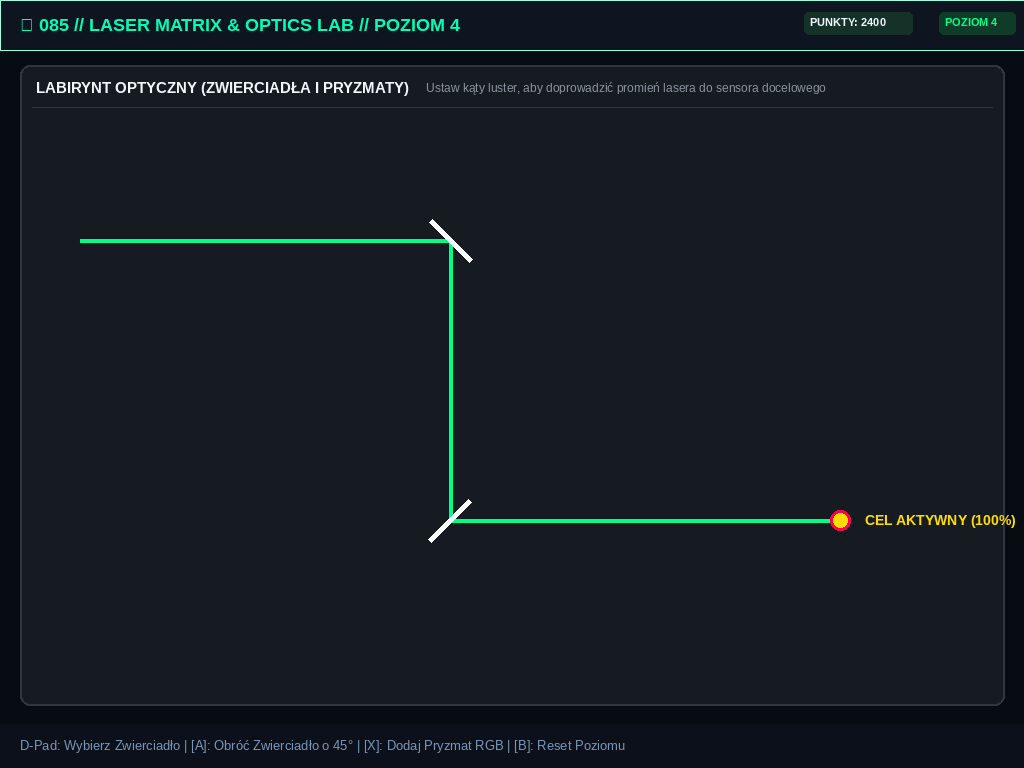 085 // LASER MATRIX & OPTICS LAB // POZIOM 4
PUNKTY: 2400
POZIOM 4
LABIRYNT OPTYCZNY (ZWIERCIADŁA I PRYZMATY)
Ustaw kąty luster, aby doprowadzić promień lasera do sensora docelowego
CEL AKTYWNY (100%)
D-Pad: Wybierz Zwierciadło | [A]: Obróć Zwierciadło o 45° | [X]: Dodaj Pryzmat RGB | [B]: Reset Poziomu